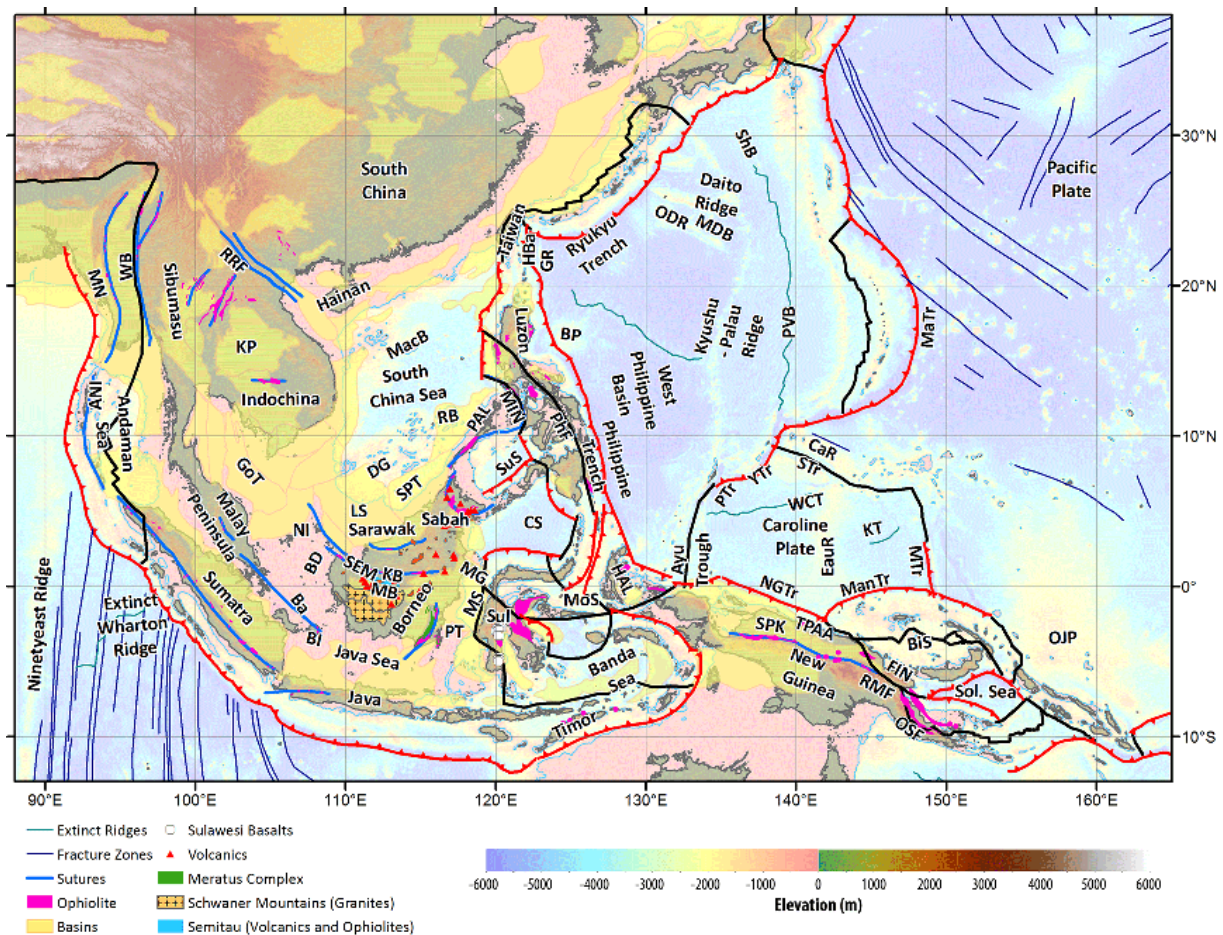 South
China
Pacific
Plate
30°N
20°N
10°N
0°
10°S
ShB
Daito
Ridge
ODR MDB
Taiwan
HBa
GR
Ryukyu
Trench
MN
WB
Sibumasu
RRF
Hainan
Luzon
BP
Kyushu
- Palau
Ridge
PVB
MaTr
KP
MacB
South
China Sea
Indochina
West
Philippine
Basin
ANI
Andaman
Sea
RB
PAL
MIN
PhF
Philippine
Trench
GoT
DG
SPT
SuS
CaR
STr
YTr
PTr
Malay
Peninsula
NI
LS
Sarawak
Sabah
CS
WCT
Caroline
Plate
KT
EauR
Ayu
Trough
MTr
BD
SEM
KB
MB
MG
MS
HAL
NGTr
ManTr
Ninetyeast Ridge
Extinct
Wharton
Ridge
Sumatra
Ba
BI
Borneo
PT
Sul
MoS
SPK
TPAA
BiS
OJP
Java Sea
Banda
Sea
New
Guinea
FIN
RMF
Sol. Sea
Java
Timor
OSF
90°E
100°E
110°E
120°E
130°E
140°E
150°E
160°E
Extinct Ridges
Sulawesi Basalts
Fracture Zones
Volcanics
Sutures
Meratus Complex
Ophiolite
Schwaner Mountains (Granites)
Basins
Semitau (Volcanics and Ophiolites)
-6000 -5000 -4000 -2000 -1000 0 1000 2000 3000 4000 5000 6000
Elevation (m)